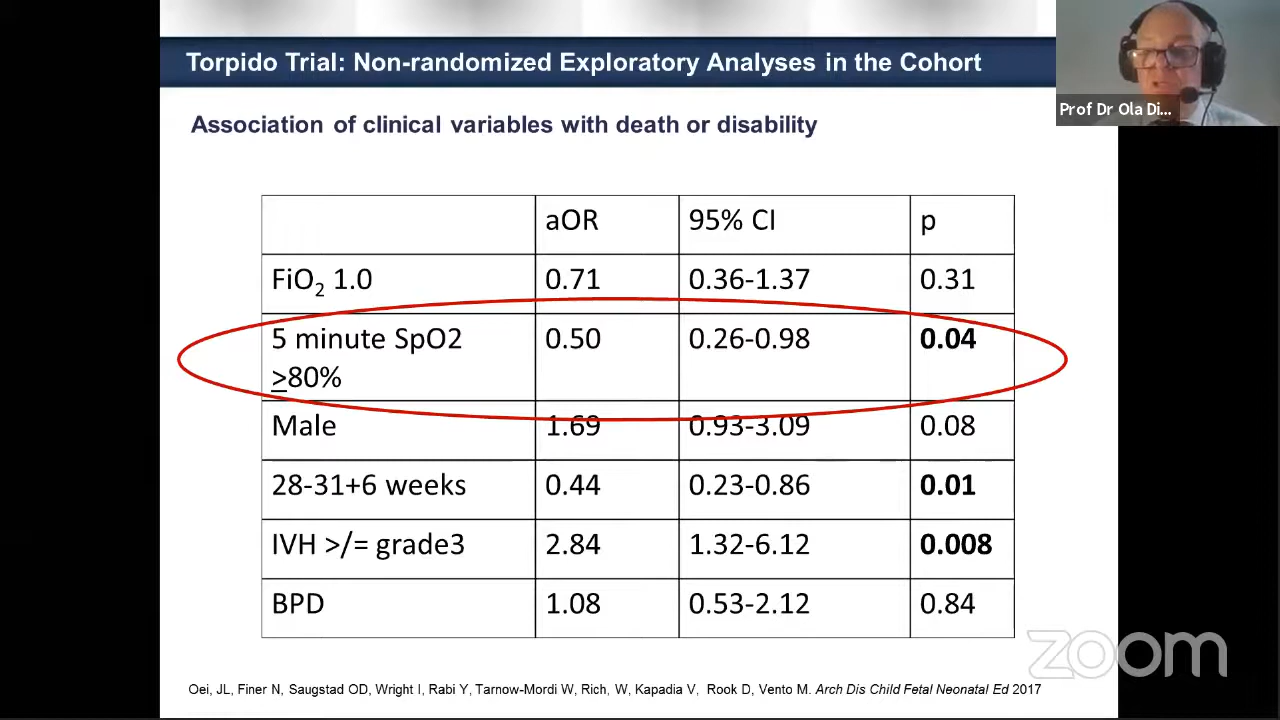 Torpido Trial: Non-randomized Exploratory Analyses in the Cohort
Prof Dr Ola Di...
Association of clinical variables with death or disability
aOR 95% CI p
FiO₂ 1.0 0.71 0.36-1.37 0.31
5 minute SpO2 0.50 0.26-0.98 0.04
≥80%
Male 1.69 0.93-3.09 0.08
28-31+6 weeks 0.44 0.23-0.86 0.01
IVH >/= grade3 2.84 1.32-6.12 0.008
BPD 1.08 0.53-2.12 0.84
zoom
Oei, JL, Finer N, Saugstad OD, Wright I, Rabi Y, Tarnow-Mordi W, Rich, W, Kapadia V, Rook D, Vento M. Arch Dis Child Fetal Neonatal Ed 2017